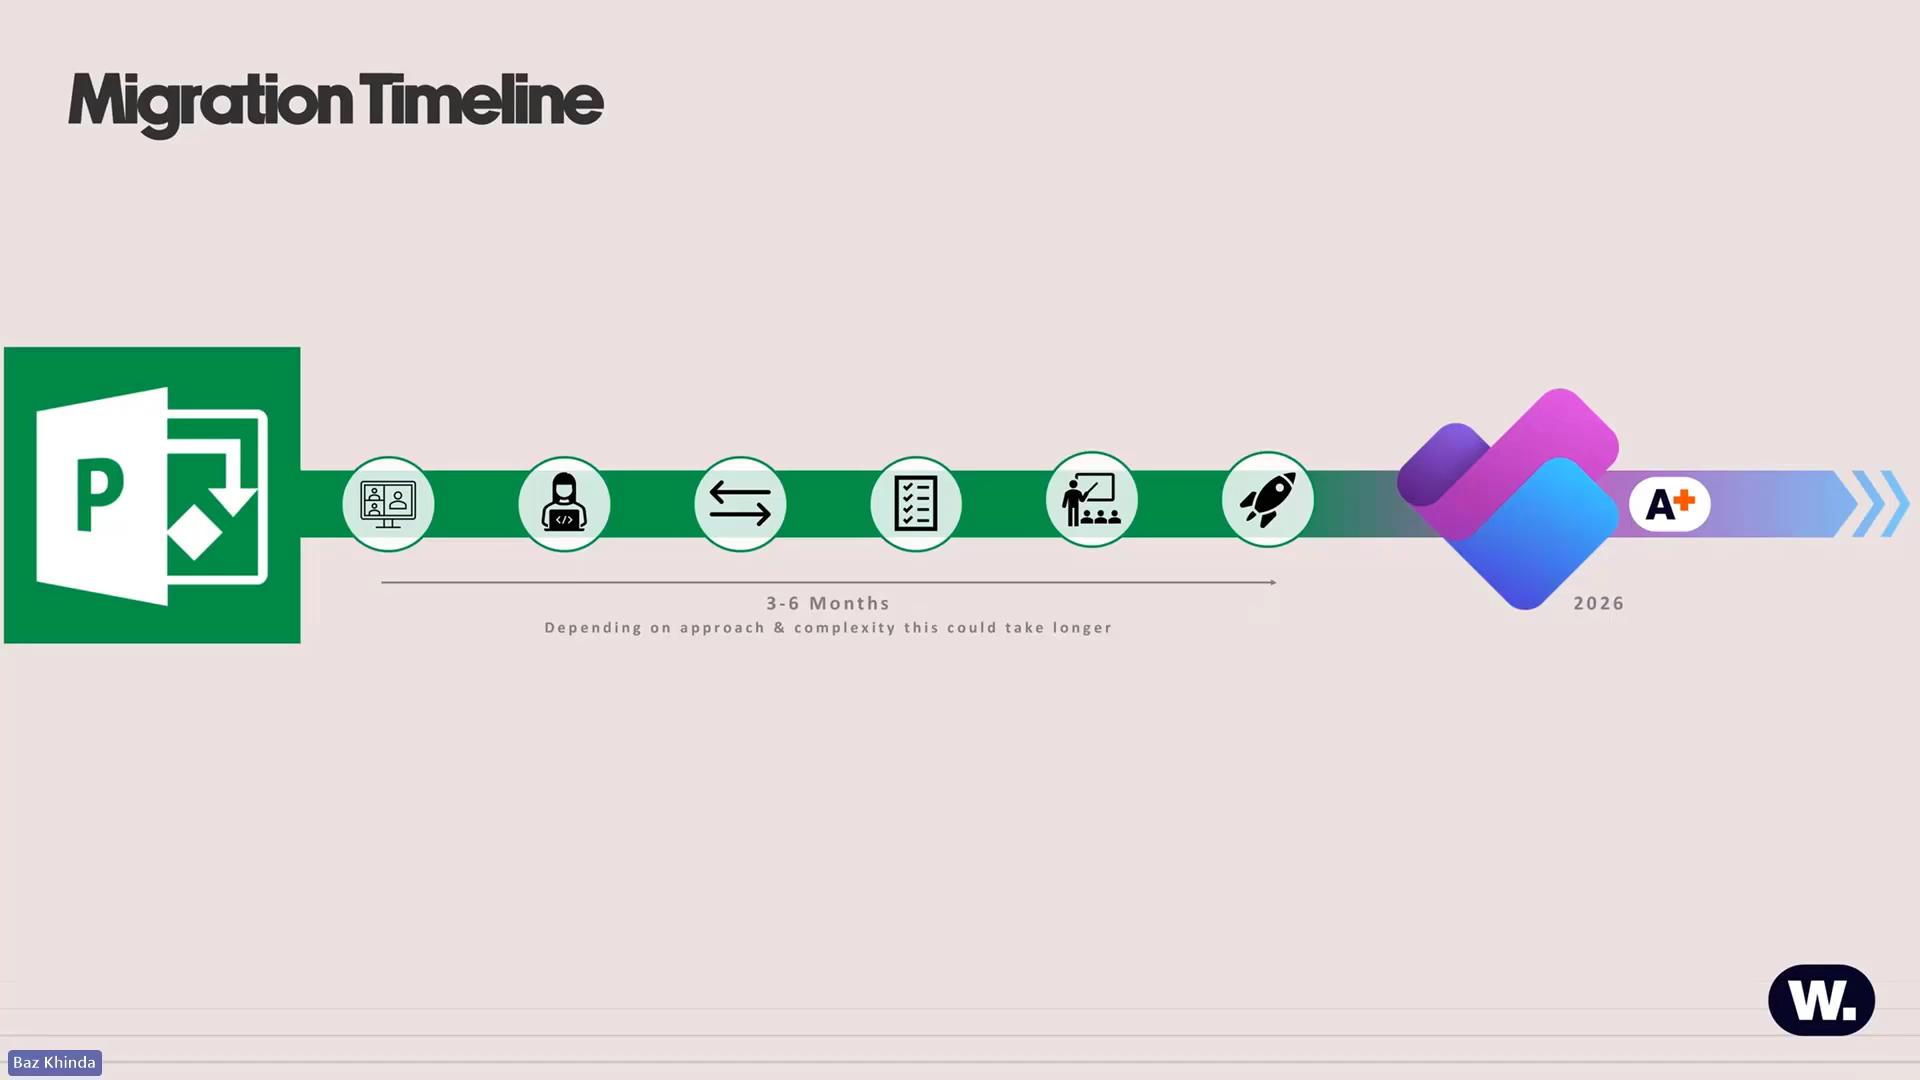 Migration Timeline
P
</>
A+
3-6 Months
2026
Depending on approach & complexity this could take longer
W.
Baz Khinda